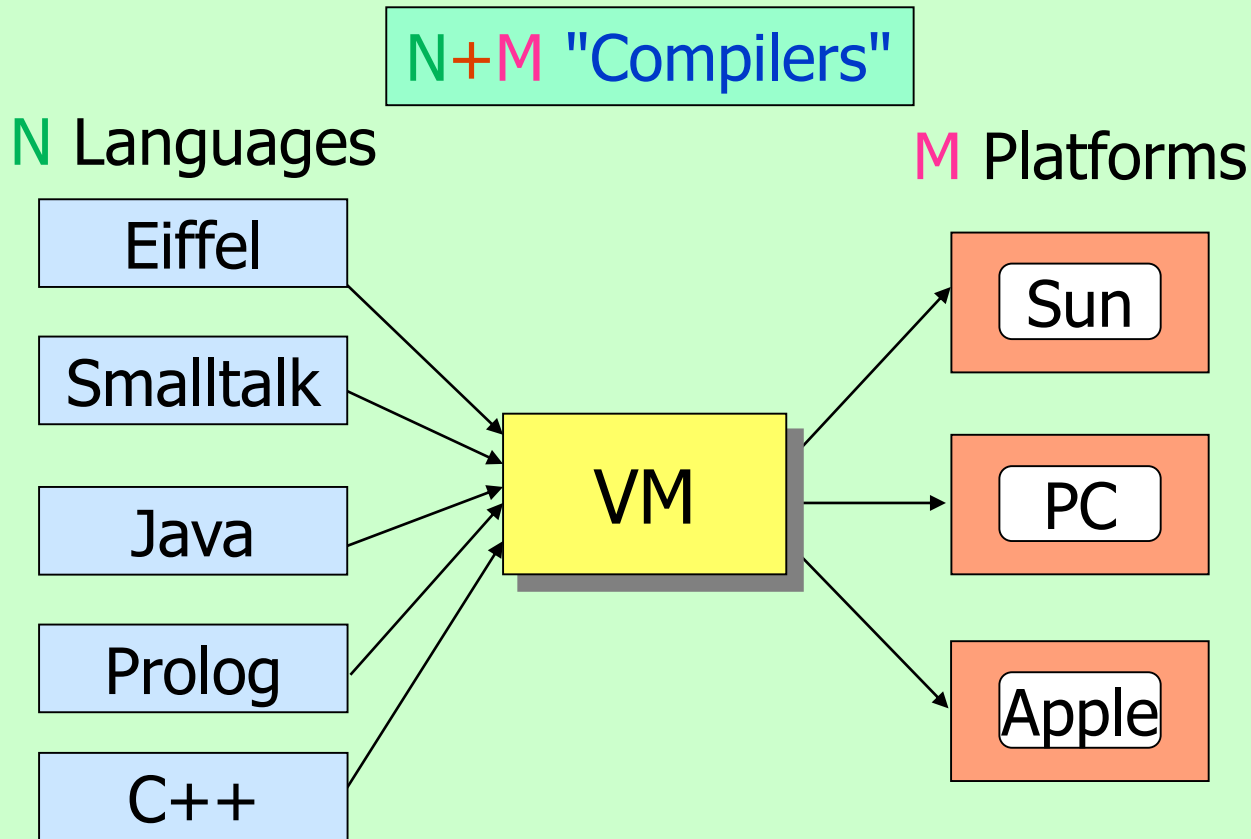 N+M "Compilers"
N Languages
M Platforms
Eiffel
Smalltalk
Java
Prolog
C++
VM
Sun
PC
Apple